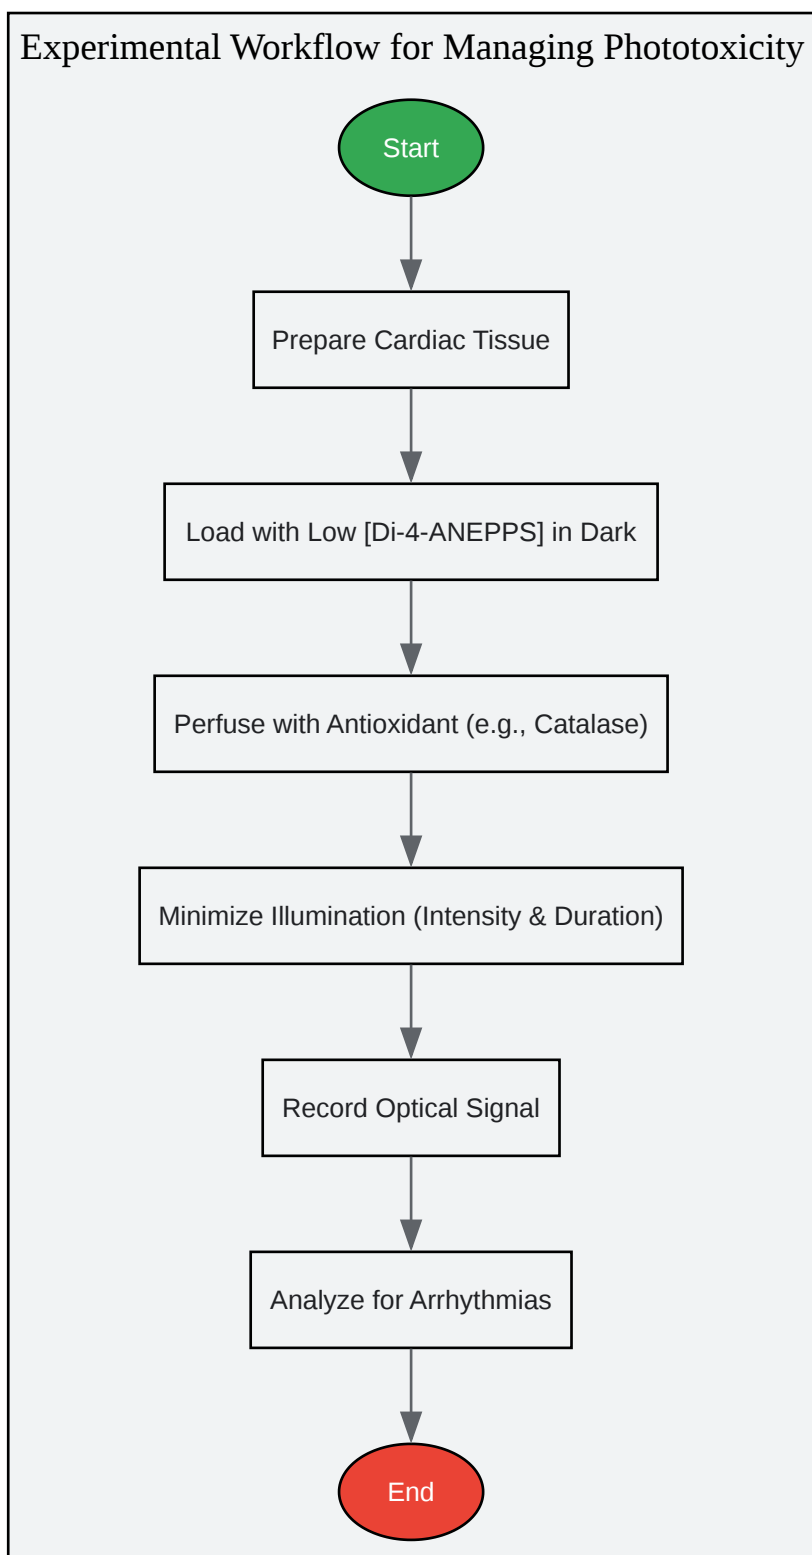 Experimental Workflow for Managing Phototoxicity
Start
Prepare Cardiac Tissue
Load with Low [Di-4-ANEPPS] in Dark
Perfuse with Antioxidant (e.g., Catalase)
Minimize Illumination (Intensity & Duration)
Record Optical Signal
Analyze for Arrhythmias
End